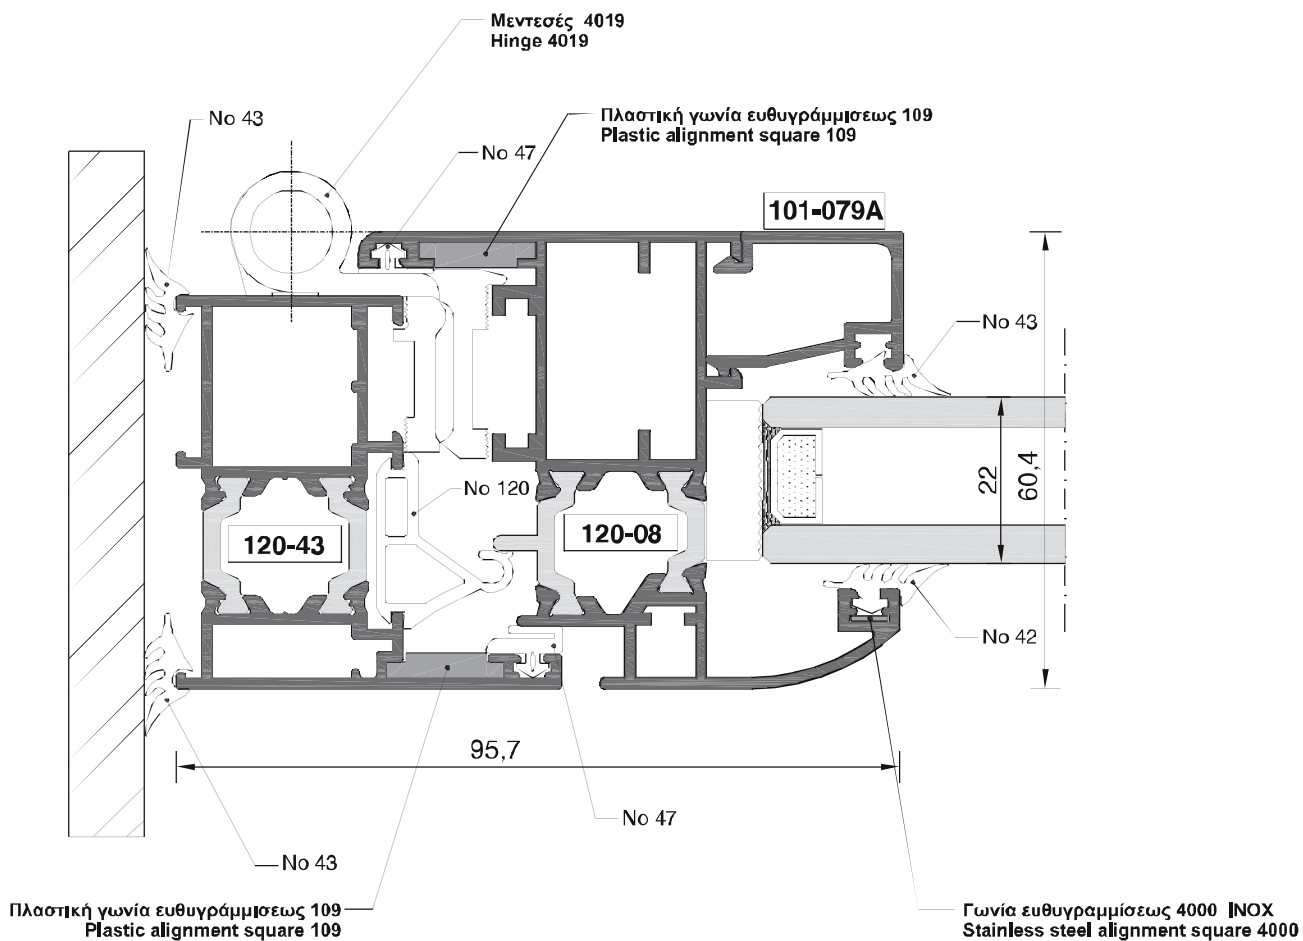 Μεντεσές 4019
Hinge 4019
No 43
Πλαστική γωνία ευθυγράμμισεως 109
Plastic alignment square 109
No 47
101-079A
No 43
No 120
120-43
120-08
22
60,4
No 42
95,7
No 47
No 43
Πλαστική γωνία ευθυγράμμισεως 109
Plastic alignment square 109
Γωνία ευθυγραμμίσεως 4000 INOX
Stainless steel alignment square 4000